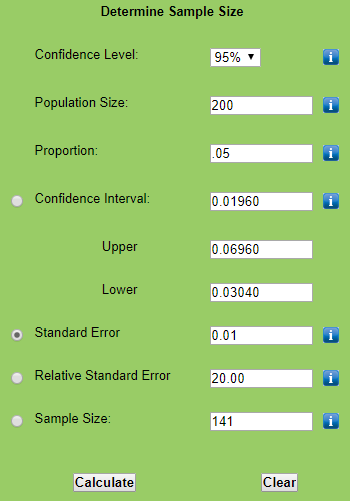 Determine Sample Size
Confidence Level: 95%
Population Size: 200
Proportion: .05
Confidence Interval: 0.01960
Upper 0.06960
Lower 0.03040
Standard Error 0.01
Relative Standard Error 20.00
Sample Size: 141
Calculate Clear